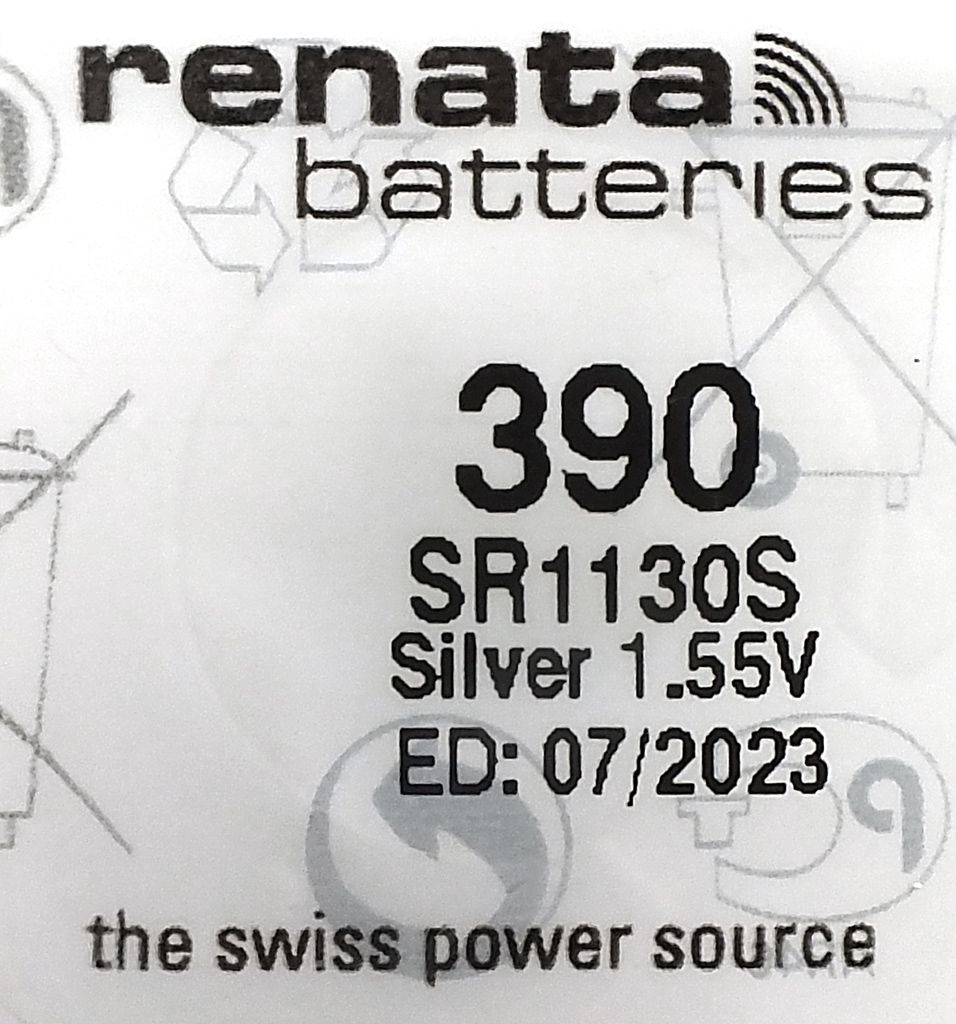 renata
batteries
390
SR1130S
Silver 1.55V
ED: 07/2023
the swiss power source